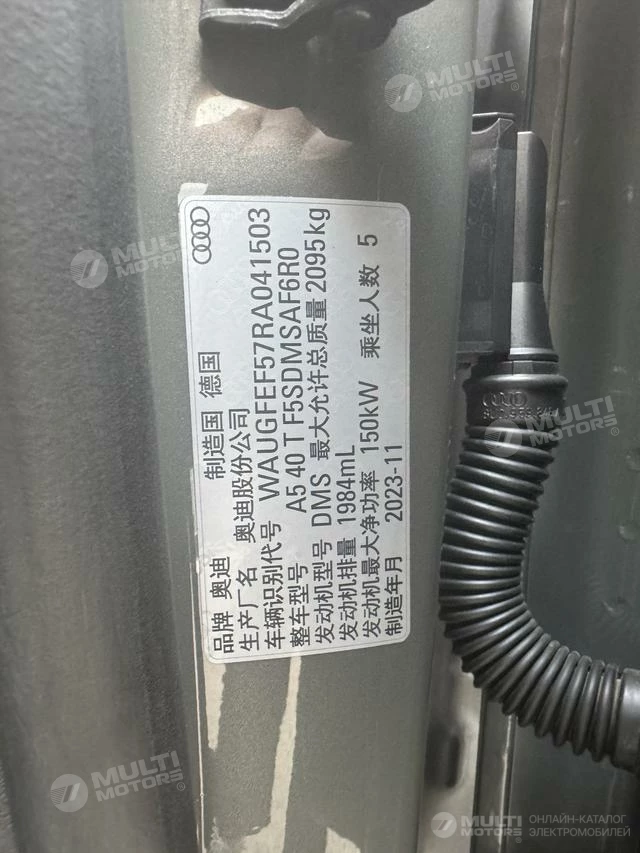 品牌 奥迪 制造国 德国
生产厂名 奥迪股份公司
车辆识别代号 WAUGFEF57RA041503
整车型号 A5 40 T F5SDMSAF6R0
发动机型号 DMS 最大允许总质量 2095kg
发动机排量 1984mL
发动机最大净功率 150kW 乘坐人数 5
制造年月 2023-11
MULTI MOTORS®
MULTI MOTORS®
MULTI MOTORS®
MULTI MOTORS®
MULTI MOTORS®
ОНЛАЙН-КАТАЛОГ
ЭЛЕКТРОМОБИЛЕЙ